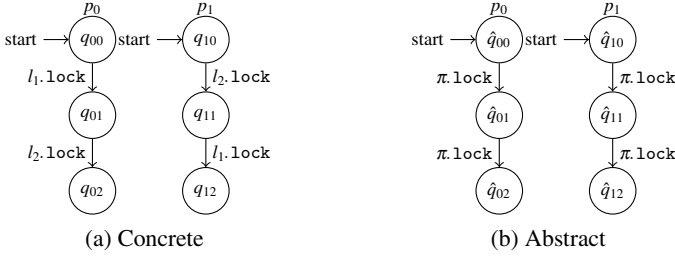 p₀ p₁ p₀ p₁
start q₀₀ start q₁₀ start q̂₀₀ start q̂₁₀
l₁.lock l₂.lock π.lock π.lock
q₀₁ q₁₁ q̂₀₁ q̂₁₁
l₂.lock l₁.lock π.lock π.lock
q₀₂ q₁₂ q̂₀₂ q̂₁₂
(a) Concrete (b) Abstract